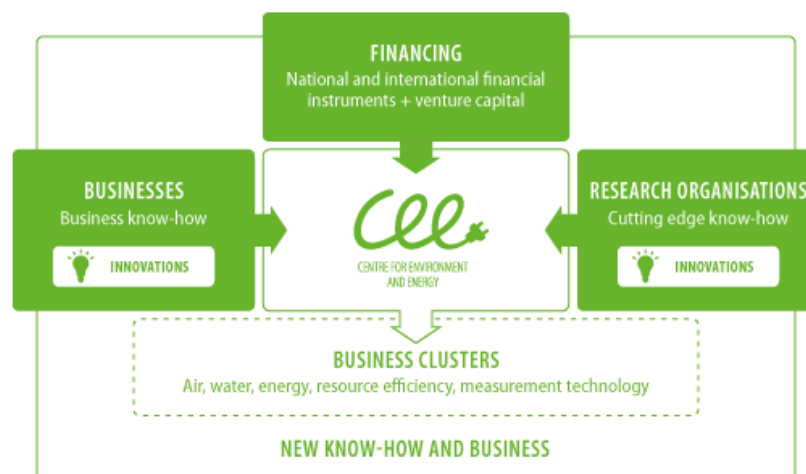 FINANCING
National and international financial
instruments + venture capital
BUSINESSES
Business know-how
INNOVATIONS
cee
CENTRE FOR ENVIRONMENT
AND ENERGY
RESEARCH ORGANISATIONS
Cutting edge know-how
INNOVATIONS
BUSINESS CLUSTERS
Air, water, energy, resource efficiency, measurement technology
NEW KNOW-HOW AND BUSINESS